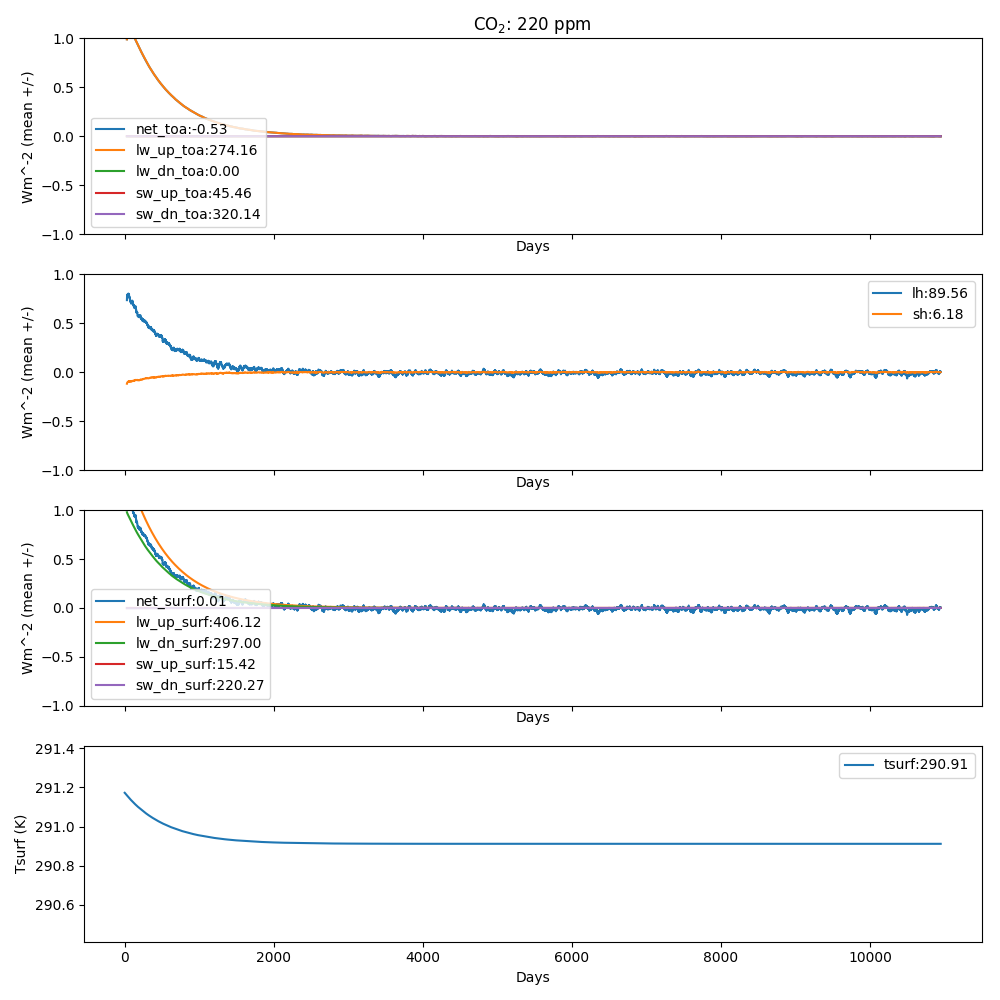 CO₂: 220 ppm
Wm^-2 (mean +/-)
1.0
0.5
0.0
−0.5
−1.0
net_toa:-0.53
lw_up_toa:274.16
lw_dn_toa:0.00
sw_up_toa:45.46
sw_dn_toa:320.14
Days
Wm^-2 (mean +/-)
1.0
0.5
0.0
−0.5
−1.0
lh:89.56
sh:6.18
Days
Wm^-2 (mean +/-)
1.0
0.5
0.0
−0.5
−1.0
net_surf:0.01
lw_up_surf:406.12
lw_dn_surf:297.00
sw_up_surf:15.42
sw_dn_surf:220.27
Days
Tsurf (K)
291.4
291.2
291.0
290.8
290.6
tsurf:290.91
0 2000 4000 6000 8000 10000
Days